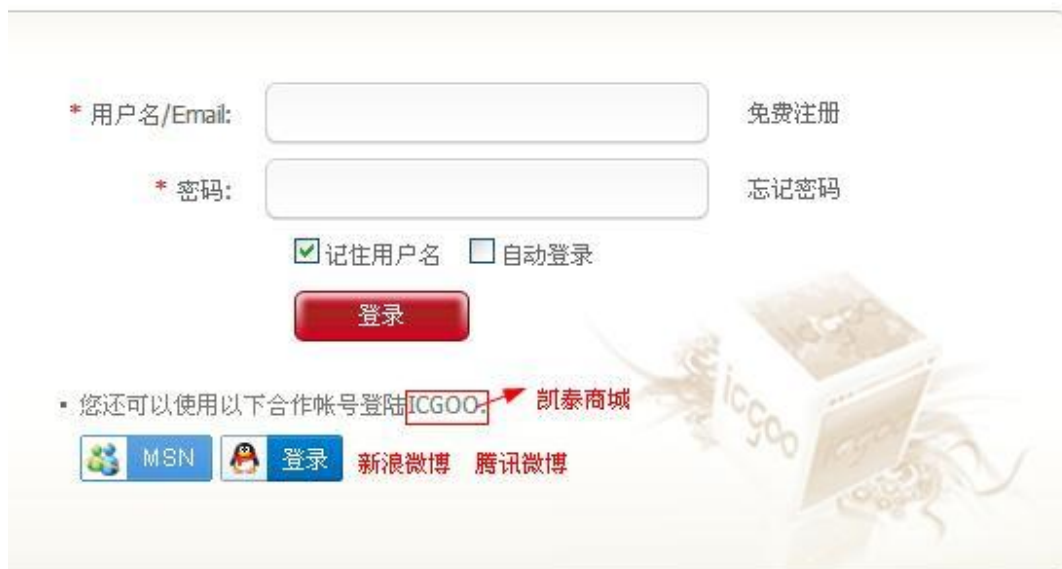 * 用户名/Email: 免费注册
* 密码: 忘记密码
记住用户名 自动登录
登录
▪ 您还可以使用以下合作帐号登陆ICGOO: 凯泰商城
MSN 登录 新浪微博 腾讯微博
icgoo
icgoo